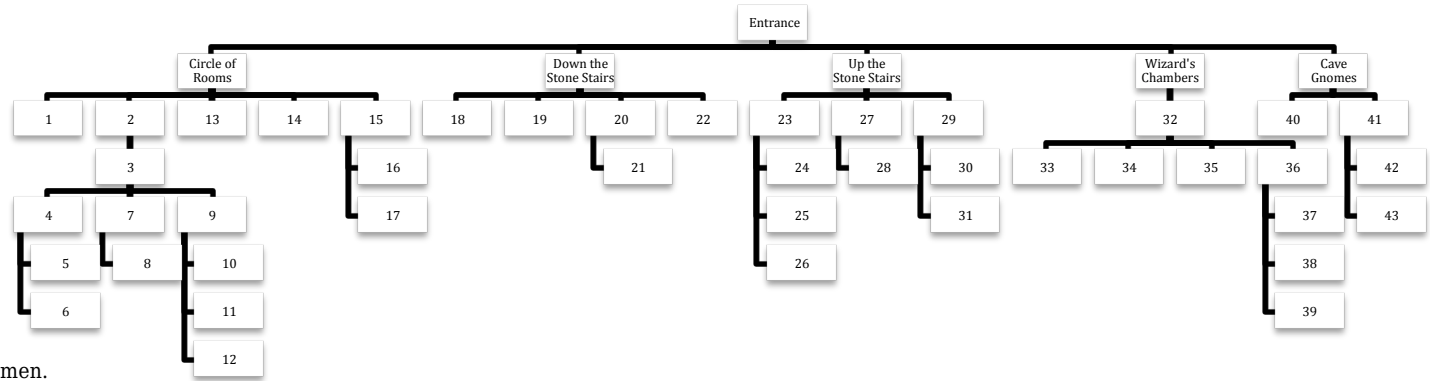 Entrance
Circle of
Rooms
Down the
Stone Stairs
Up the
Stone Stairs
Wizard's
Chambers
Cave
Gnomes
1 2 13 14 15 18 19 20 22 23 27 29 32 40 41
3 16 21 24 28 30 33 34 35 36 42
4 7 9 17 25 31 37 43
5 8 10 26 38
6 11 39
12
men.